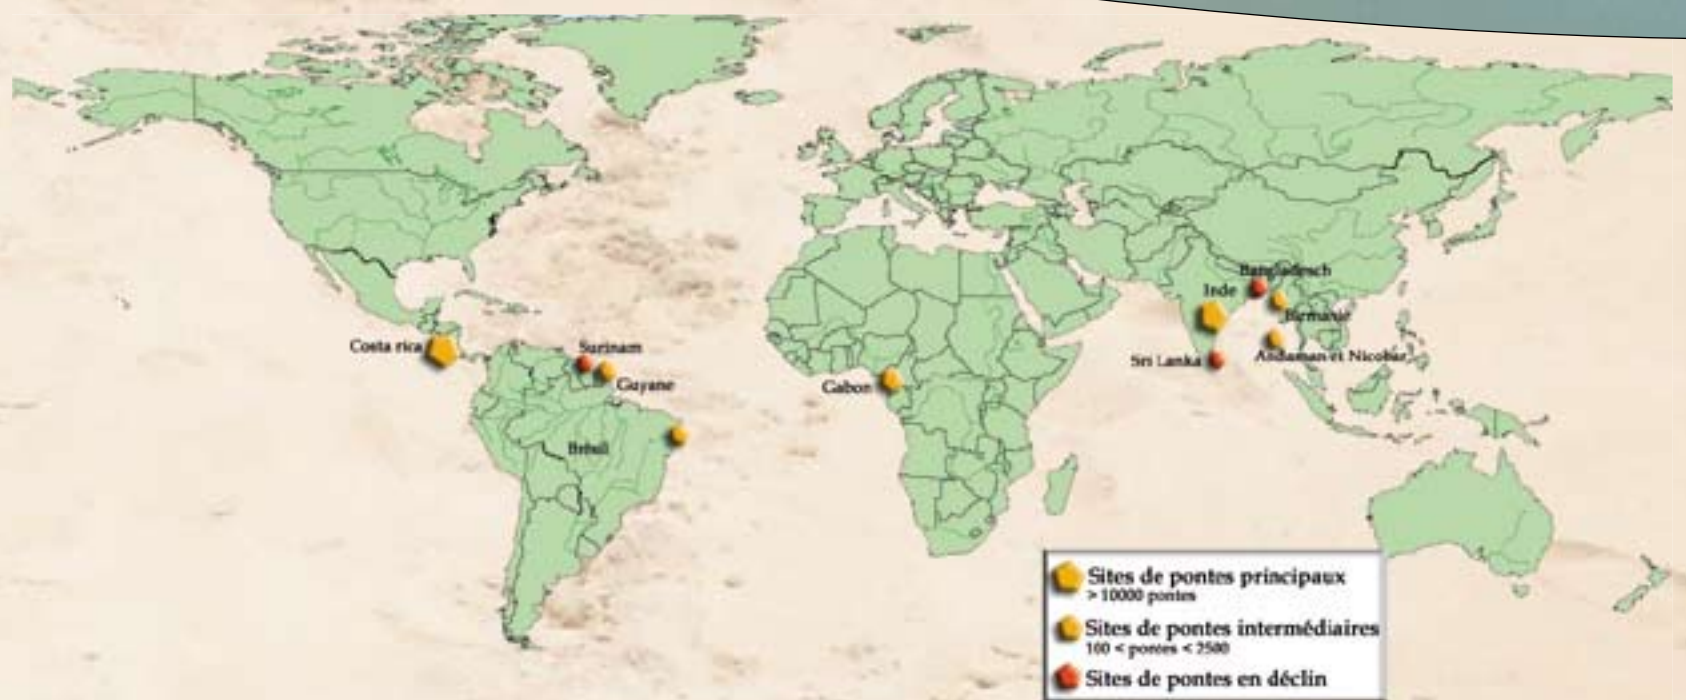 Bangladesch
Inde
Birmanie
Costa rica
Surinam
Andaman et Nicobar
Sri Lanka
Guyane
Gabon
Brésil
Sites de pontes principaux
> 10000 pontes
Sites de pontes intermédiaires
100 < pontes < 2500
Sites de pontes en déclin